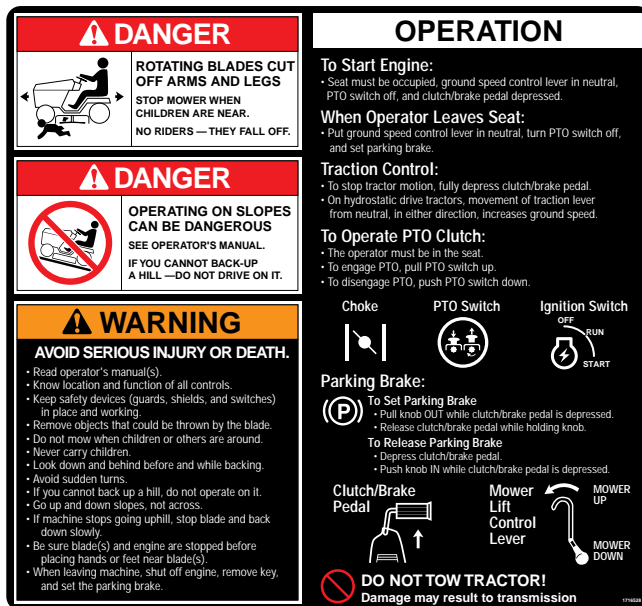 DANGER
ROTATING BLADES CUT
OFF ARMS AND LEGS
STOP MOWER WHEN
CHILDREN ARE NEAR.
NO RIDERS — THEY FALL OFF.
DANGER
OPERATING ON SLOPES
CAN BE DANGEROUS
SEE OPERATOR'S MANUAL.
IF YOU CANNOT BACK-UP
A HILL —DO NOT DRIVE ON IT.
WARNING
AVOID SERIOUS INJURY OR DEATH.
• Read operator's manual(s).
• Know location and function of all controls.
• Keep safety devices (guards, shields, and switches)
in place and working.
• Remove objects that could be thrown by the blade.
• Do not mow when children or others are around.
• Never carry children.
• Look down and behind before and while backing.
• Avoid sudden turns.
• If you cannot back up a hill, do not operate on it.
• Go up and down slopes, not across.
• If machine stops going uphill, stop blade and back
down slowly.
• Be sure blade(s) and engine are stopped before
placing hands or feet near blade(s).
• When leaving machine, shut off engine, remove key,
and set the parking brake.
OPERATION
To Start Engine:
• Seat must be occupied, ground speed control lever in neutral,
PTO switch off, and clutch/brake pedal depressed.
When Operator Leaves Seat:
• Put ground speed control lever in neutral, turn PTO switch off,
and set parking brake.
Traction Control:
• To stop tractor motion, fully depress clutch/brake pedal.
• On hydrostatic drive tractors, movement of traction lever
from neutral, in either direction, increases ground speed.
To Operate PTO Clutch:
• The operator must be in the seat.
• To engage PTO, pull PTO switch up.
• To disengage PTO, push PTO switch down.
Choke
PTO Switch
Ignition Switch
OFF
RUN
START
Parking Brake:
(P)
To Set Parking Brake
• Pull knob OUT while clutch/brake pedal is depressed.
• Release clutch/brake pedal while holding knob.
To Release Parking Brake
• Depress clutch/brake pedal.
• Push knob IN while clutch/brake pedal is depressed.
Clutch/Brake
Pedal
Mower
Lift
Control
Lever
MOWER
UP
MOWER
DOWN
DO NOT TOW TRACTOR!
Damage may result to transmission